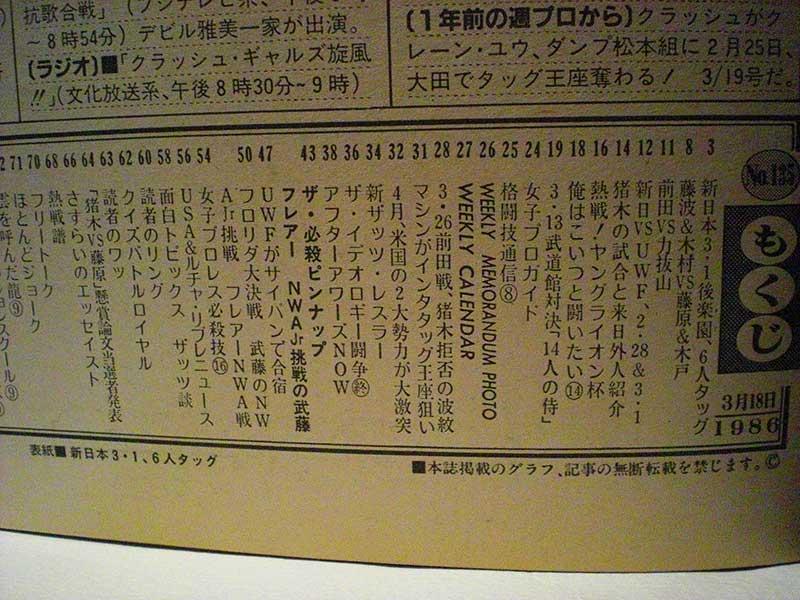 抗歌合戦」(フジテレビ系、午後
〜8時54分)デビル雅美一家が出演。
(ラジオ)■「クラッシュ・ギャルズ旋風
!!」(文化放送系、午後8時30分〜9時)
(1年前の週プロから)クラッシュがク
レーン・ユウ、ダンプ松本組に2月25日、
大田でタッグ王座奪わる! 3/19号だ。
No.135
もくじ
3月18日
1986
3 新日本3・1後楽園、6人タッグ
8 藤波&木村VS藤原&木戸
11 前田VS力抜山
12 新日VSUWF、2・28&3・1
14 猪木の試合と来日外人紹介
16 熱戦!ヤングライオン杯
18 俺はこいつと闘いたい⑭
19 3・13武道館対決、「14人の侍」
24 女子プロガイド
25 格闘技通信⑧
26 WEEKLY MEMORANDUM PHOTO
27 WEEKLY CALENDAR
28 3・26前田戦、猪木拒否の波紋
31 マシンがインタタッグ王座狙い
32 4月、米国の2大勢力が大激突
34 新ザッツ・レスラー
36 ザ・イデオロギー闘争㊡
38 アフターアワーズNOW
43 ザ・必殺ピンナップ
フレアー NWAJr挑戦の武藤
47 UWFがサイパンで合宿
50 フロリダ大決戦 武藤のNW
AJr挑戦、フレアーNWA戦
54 女子プロレス必殺技⑯
56 USA&ルチャ・リブレニュース
58 面白トピックス ザッツ談
60 読者のリング
62 クイズバトルロイヤル
63 読者のワッ
64 「猪木VS藤原」懸賞論文当選者発表
66 さすらいのエッセイスト
68 熱戦譜
70 フリートーク
71 ほとんどジョーク
2 雲を呼んだ龍⑨
■本誌掲載のグラフ、記事の無断転載を禁じます。©
表紙■新日本3・1、6人タッグ